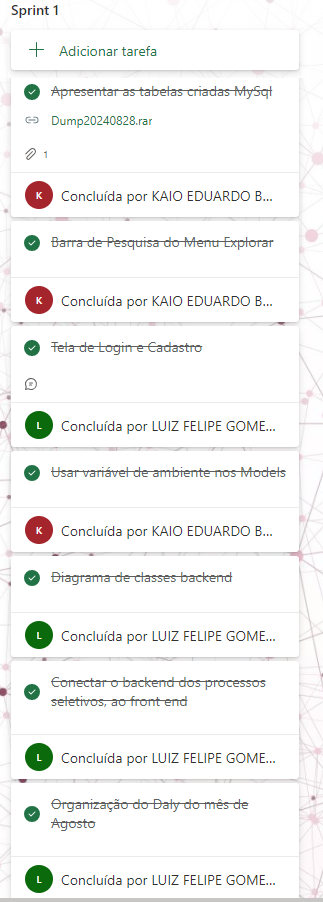 Sprint 1
Adicionar tarefa
Apresentar as tabelas criadas MySql
Dump20240828.rar
1
K Concluída por KAIO EDUARDO B...
Barra de Pesquisa do Menu Explorar
K Concluída por KAIO EDUARDO B...
Tela de Login e Cadastro
L Concluída por LUIZ FELIPE GOME...
Usar variável de ambiente nos Models
K Concluída por KAIO EDUARDO B...
Diagrama de classes backend
L Concluída por LUIZ FELIPE GOME...
Conectar o backend dos processos
seletivos, ao front end
L Concluída por LUIZ FELIPE GOME...
Organização do Daly do mês de
Agosto
L Concluída por LUIZ FELIPE GOME...